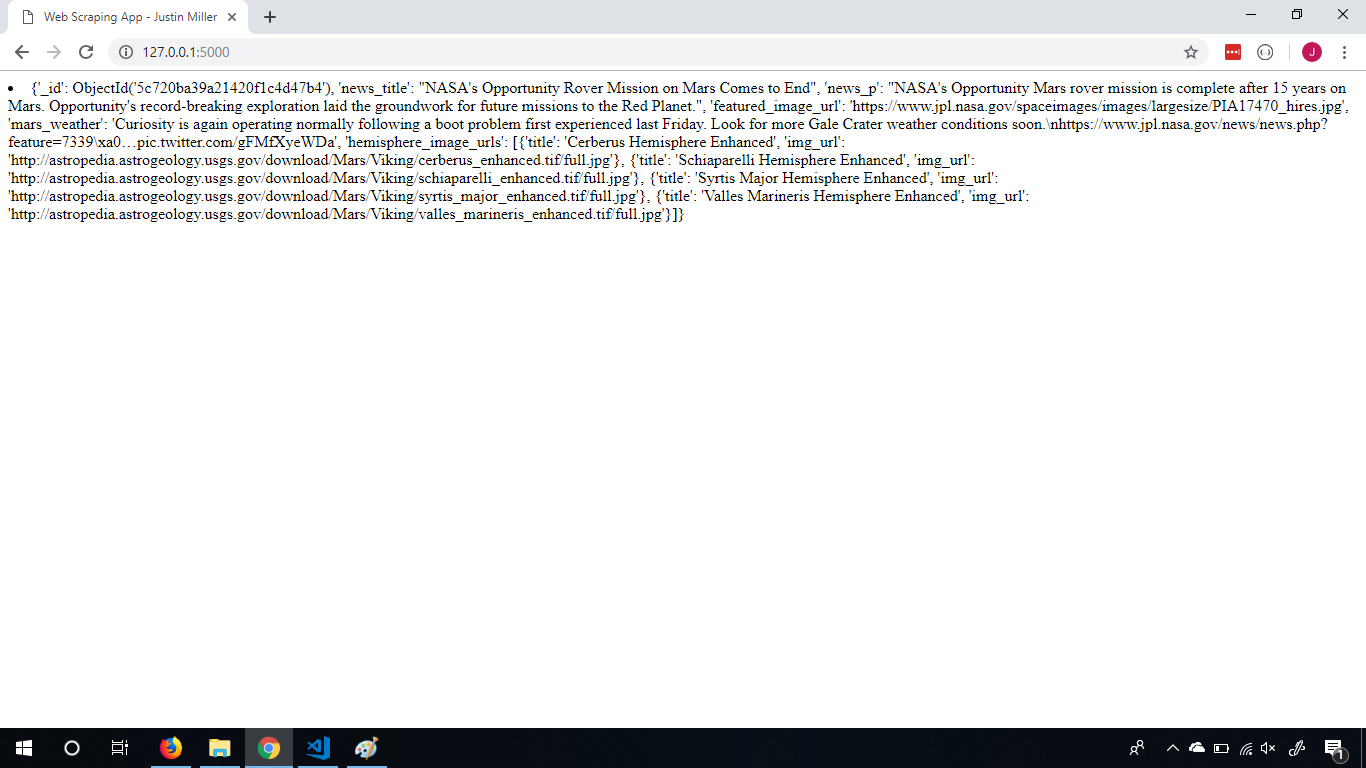 Web Scraping App - Justin Miller
127.0.0.1:5000
J
• {'_id': ObjectId('5c720ba39a21420f1c4d47b4'), 'news_title': "NASA's Opportunity Rover Mission on Mars Comes to End", 'news_p': "NASA's Opportunity Mars rover mission is complete after 15 years on
Mars. Opportunity's record-breaking exploration laid the groundwork for future missions to the Red Planet.", 'featured_image_url': 'https://www.jpl.nasa.gov/spaceimages/images/largesize/PIA17470_hires.jpg',
'mars_weather': 'Curiosity is again operating normally following a boot problem first experienced last Friday. Look for more Gale Crater weather conditions soon.\nhttps://www.jpl.nasa.gov/news/news.php?
feature=7339\xa0…pic.twitter.com/gFMfXyeWDa', 'hemisphere_image_urls': [{'title': 'Cerberus Hemisphere Enhanced', 'img_url':
'http://astropedia.astrogeology.usgs.gov/download/Mars/Viking/cerberus_enhanced.tif/full.jpg'}, {'title': 'Schiaparelli Hemisphere Enhanced', 'img_url':
'http://astropedia.astrogeology.usgs.gov/download/Mars/Viking/schiaparelli_enhanced.tif/full.jpg'}, {'title': 'Syrtis Major Hemisphere Enhanced', 'img_url':
'http://astropedia.astrogeology.usgs.gov/download/Mars/Viking/syrtis_major_enhanced.tif/full.jpg'}, {'title': 'Valles Marineris Hemisphere Enhanced', 'img_url':
'http://astropedia.astrogeology.usgs.gov/download/Mars/Viking/valles_marineris_enhanced.tif/full.jpg'}]}
1